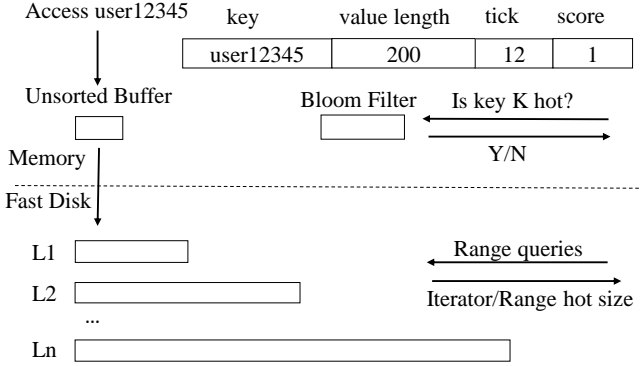 Access user12345
key value length tick score
user12345 200 12 1
Unsorted Buffer
Bloom Filter
Is key K hot?
Y/N
Memory
Fast Disk
L1
Range queries
L2
Iterator/Range hot size
...
Ln